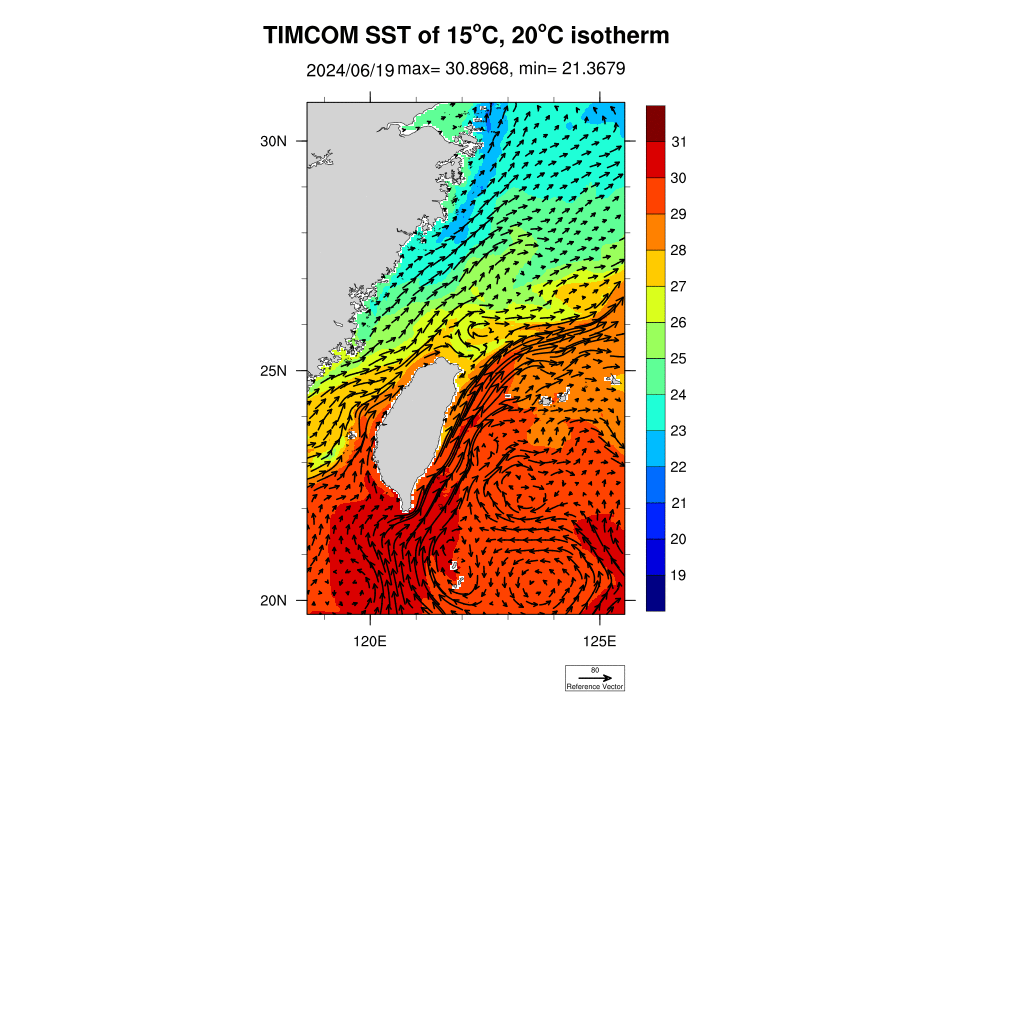 TIMCOM SST of 15°C, 20°C isotherm
2024/06/19 max= 30.8968, min= 21.3679
30N
25N
20N
120E
125E
31
30
29
28
27
26
25
24
23
22
21
20
19
80
Reference Vector